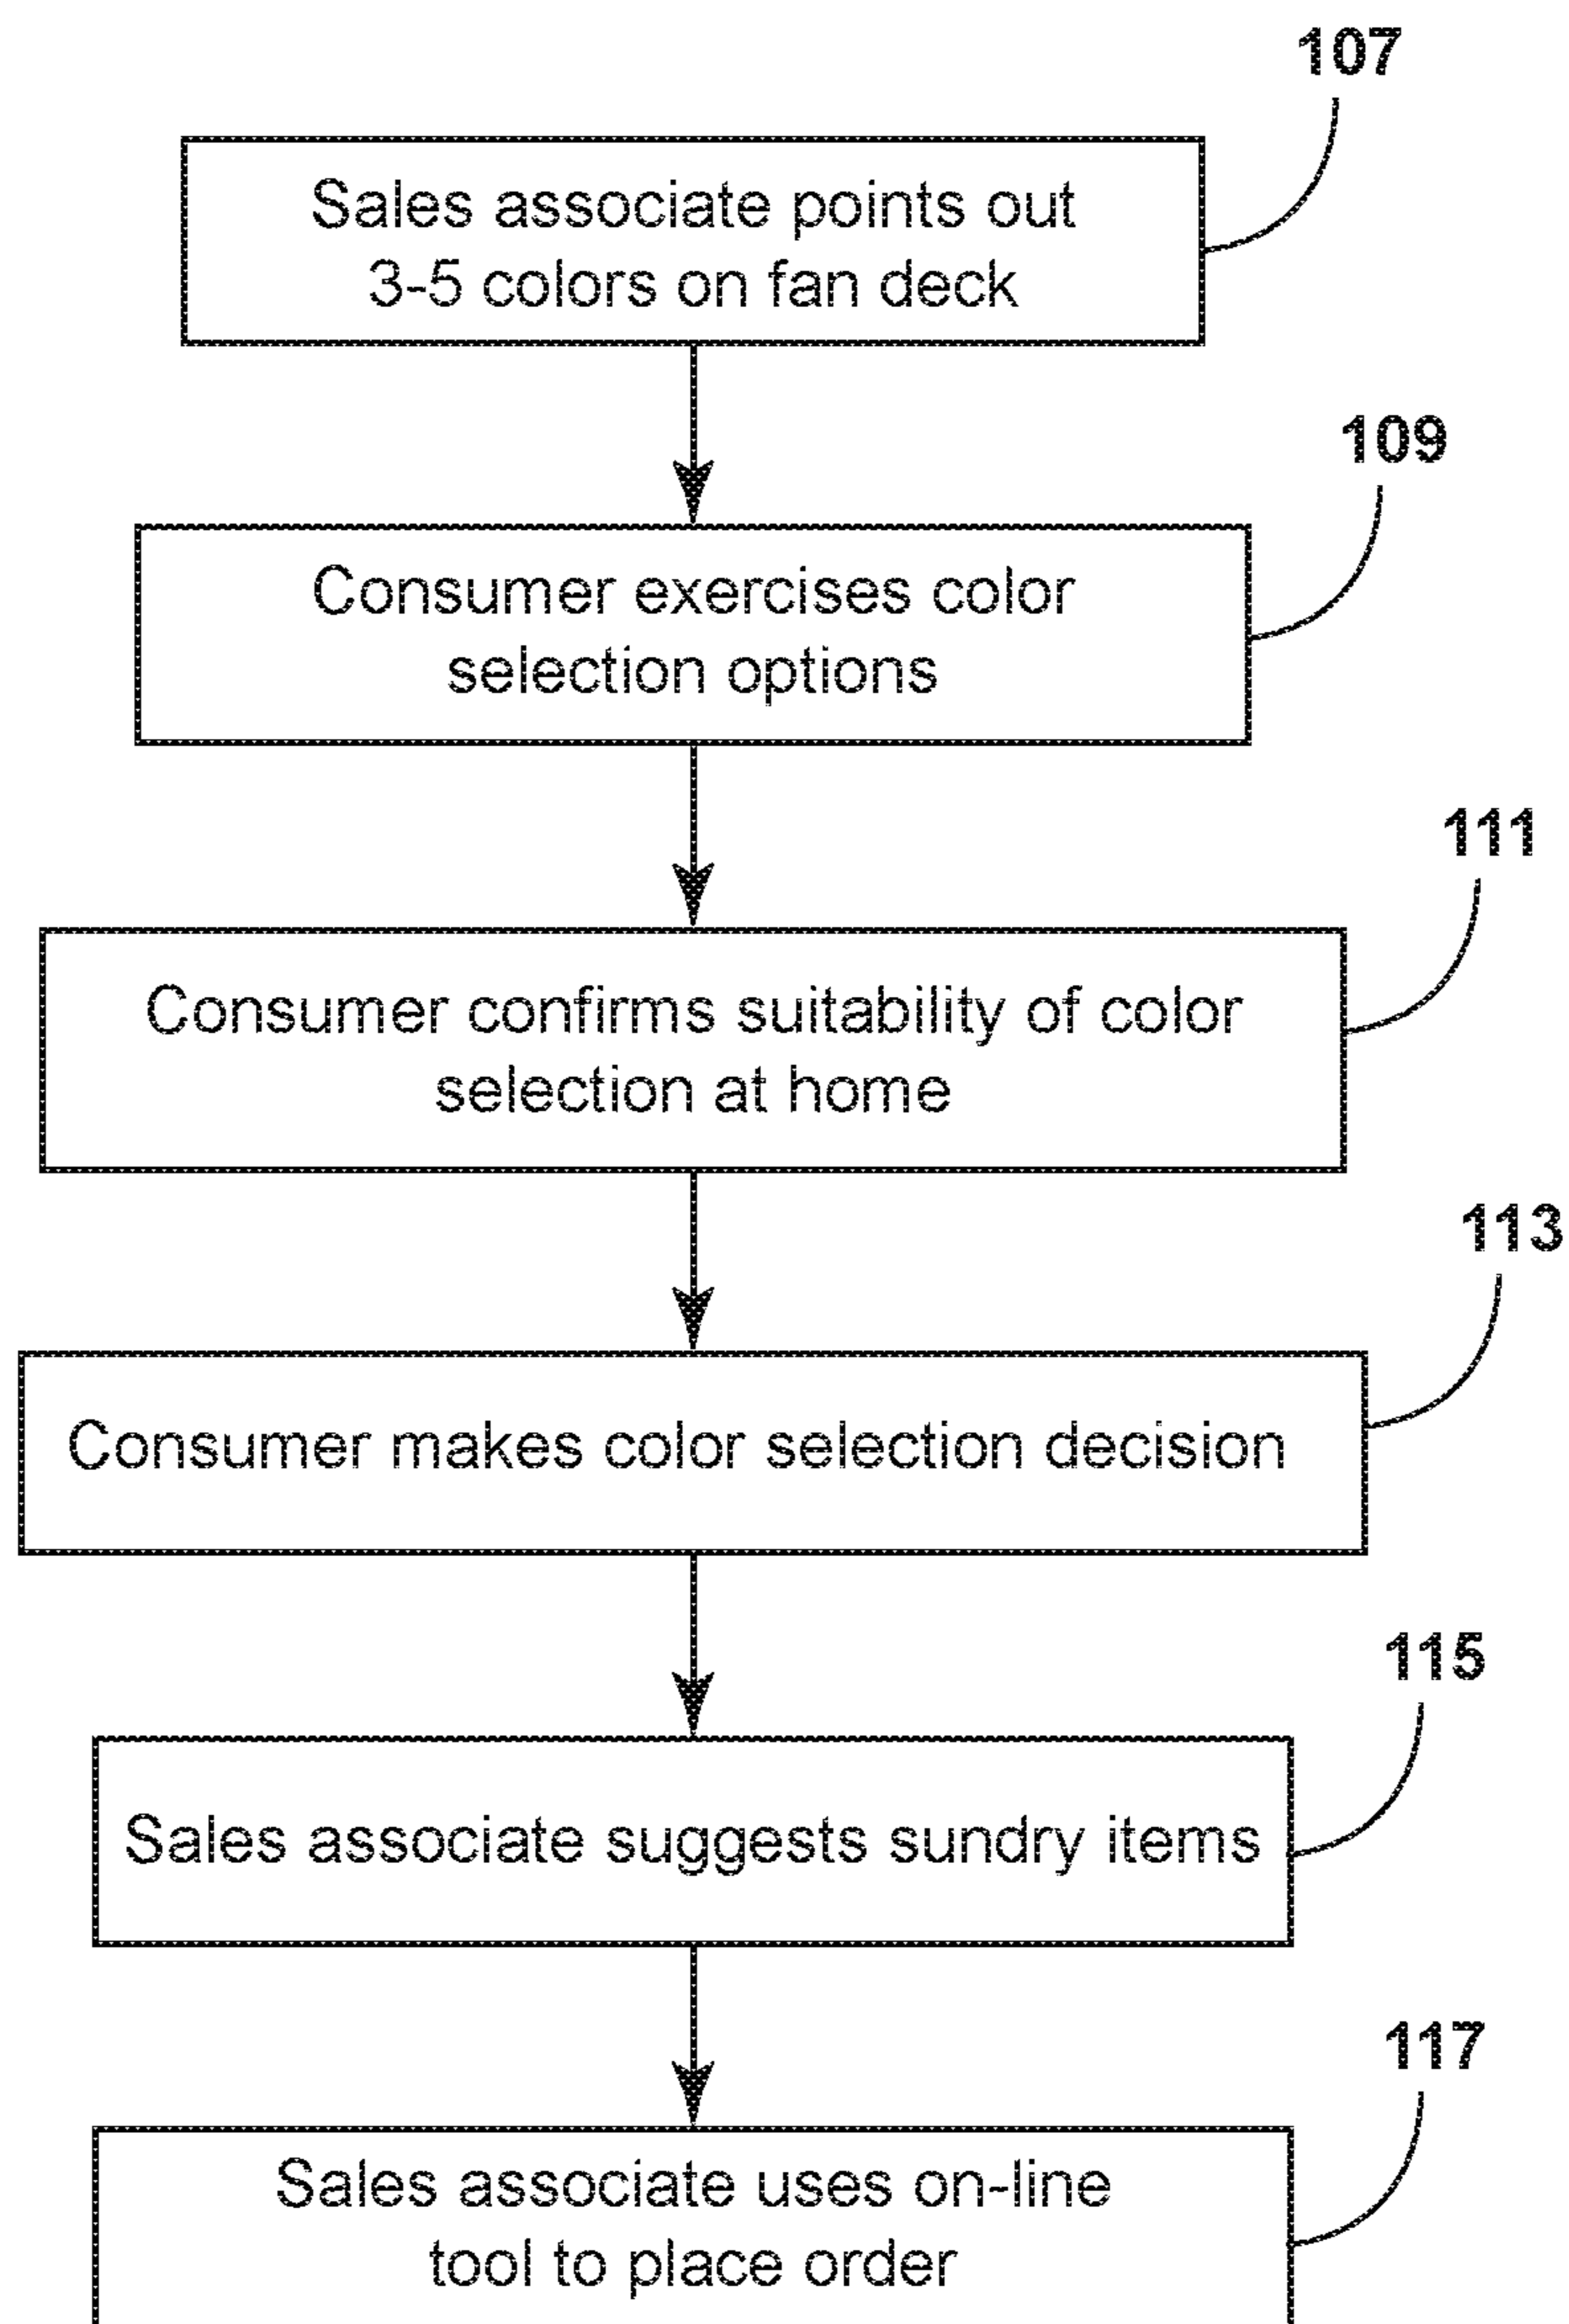 107
Sales associate points out
3-5 colors on fan deck
109
Consumer exercises color
selection options
111
Consumer confirms suitability of color
selection at home
113
Consumer makes color selection decision
115
Sales associate suggests sundry items
117
Sales associate uses on-line
tool to place order